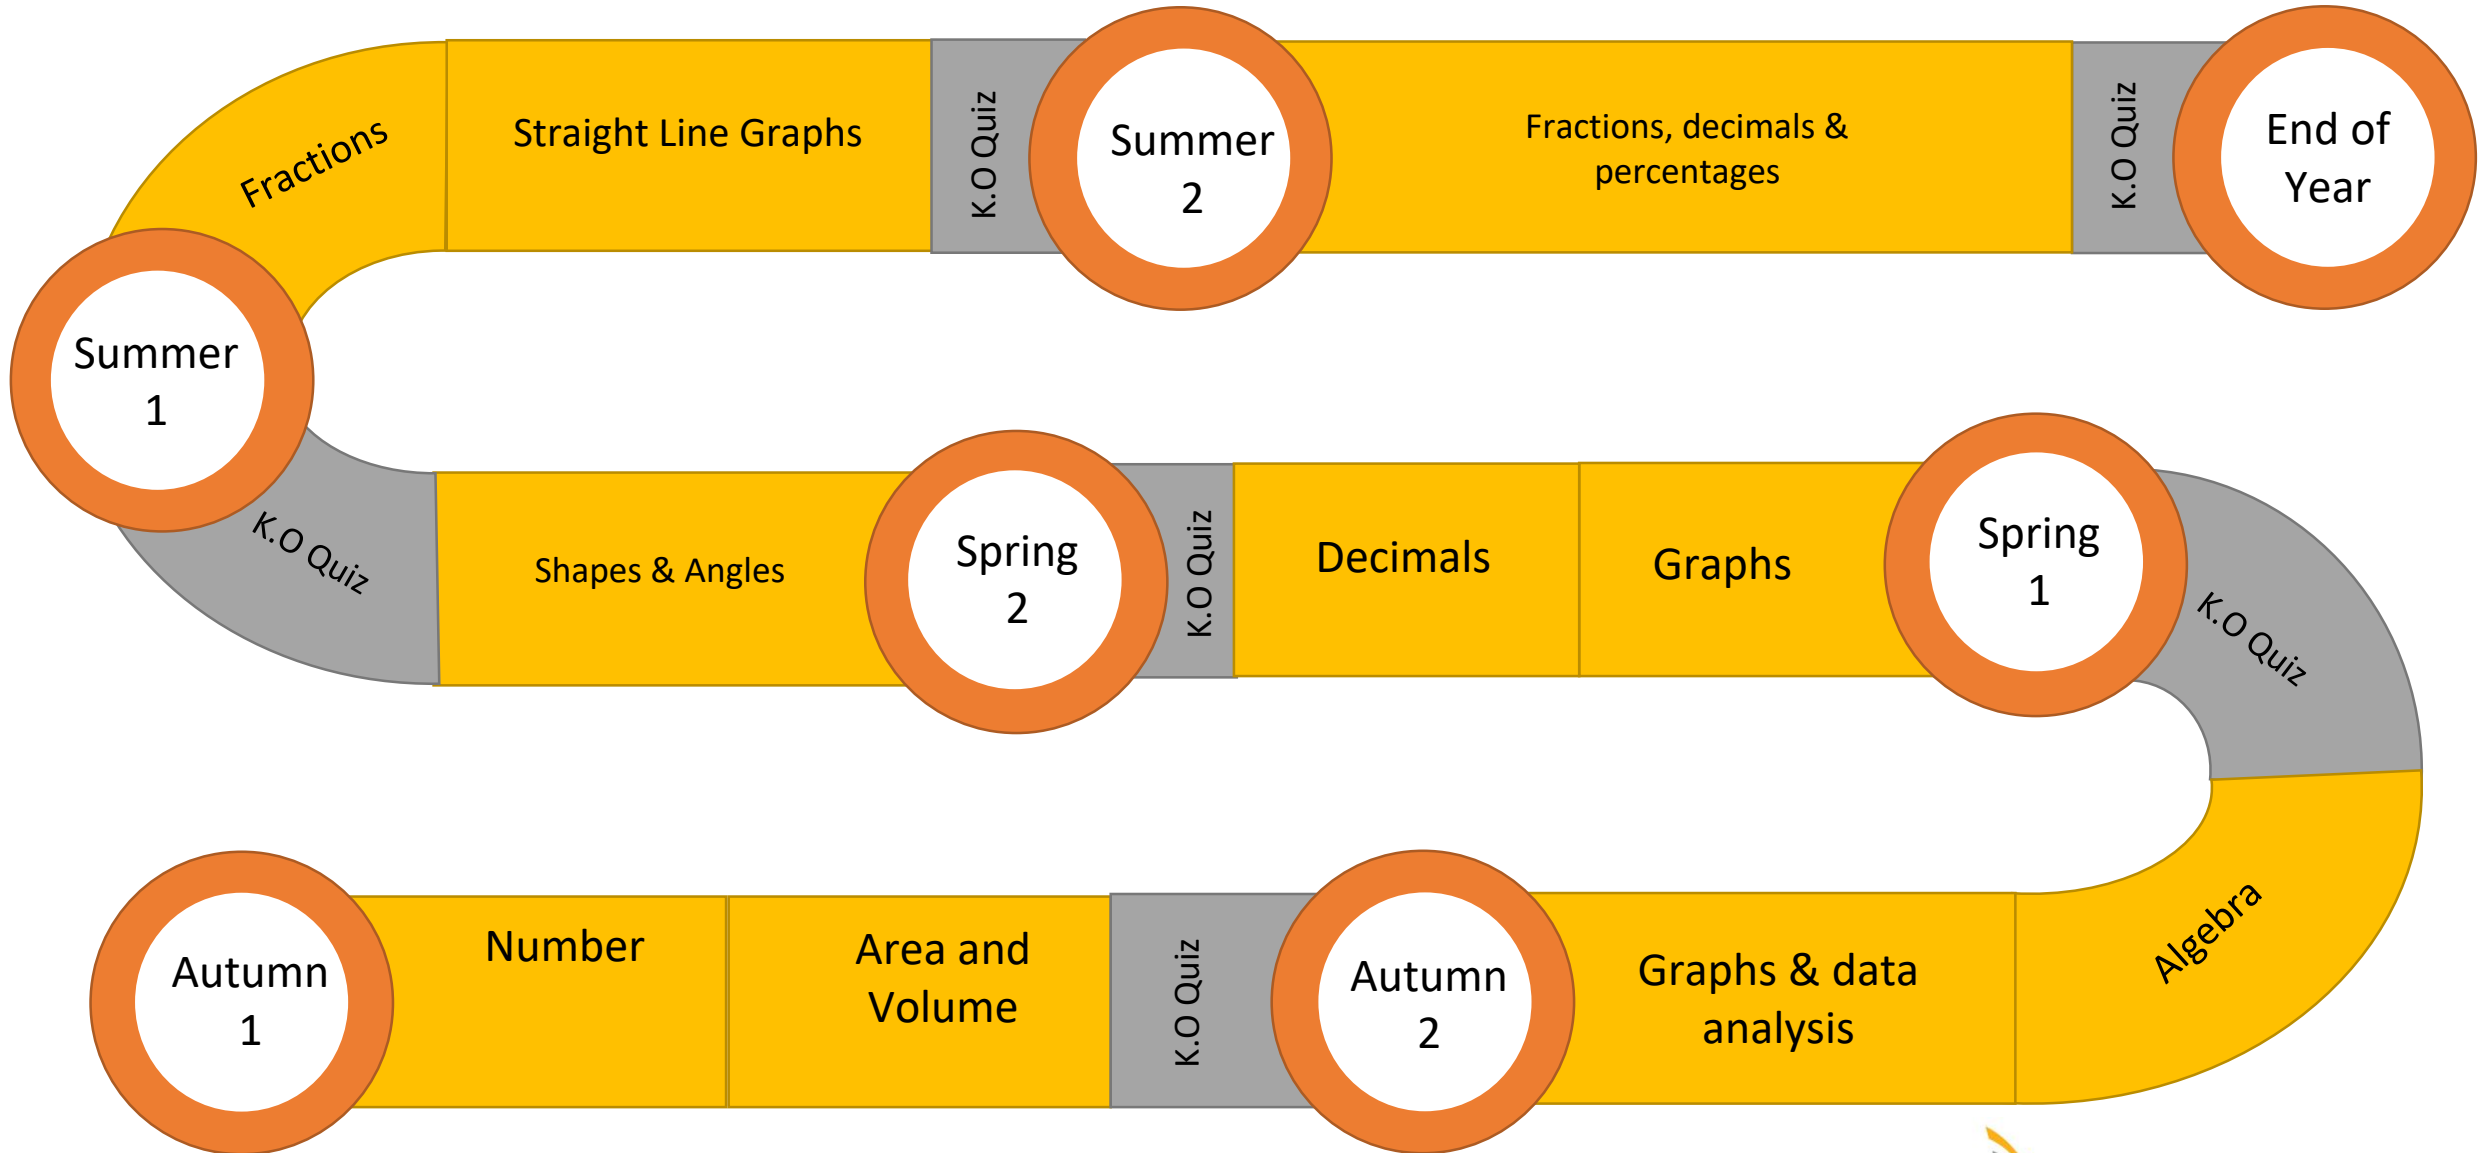 Fractions
Straight Line Graphs
K.O Quiz
Summer
2
Fractions, decimals &
percentages
K.O Quiz
End of
Year
Summer
1
K.O Quiz
Shapes & Angles
Spring
2
K.O Quiz
Decimals
Graphs
Spring
1
K.O Quiz
Autumn
1
Number
Area and
Volume
K.O Quiz
Autumn
2
Graphs & data
analysis
Algebra